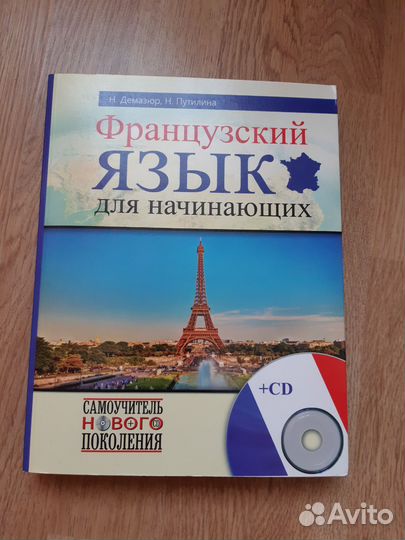 Н. Демазюр, Н. Путилина
Французский
ЯЗЫК
для начинающих
+CD
САМОУЧИТЕЛЬ
НОВОГО
ПОКОЛЕНИЯ
Avito